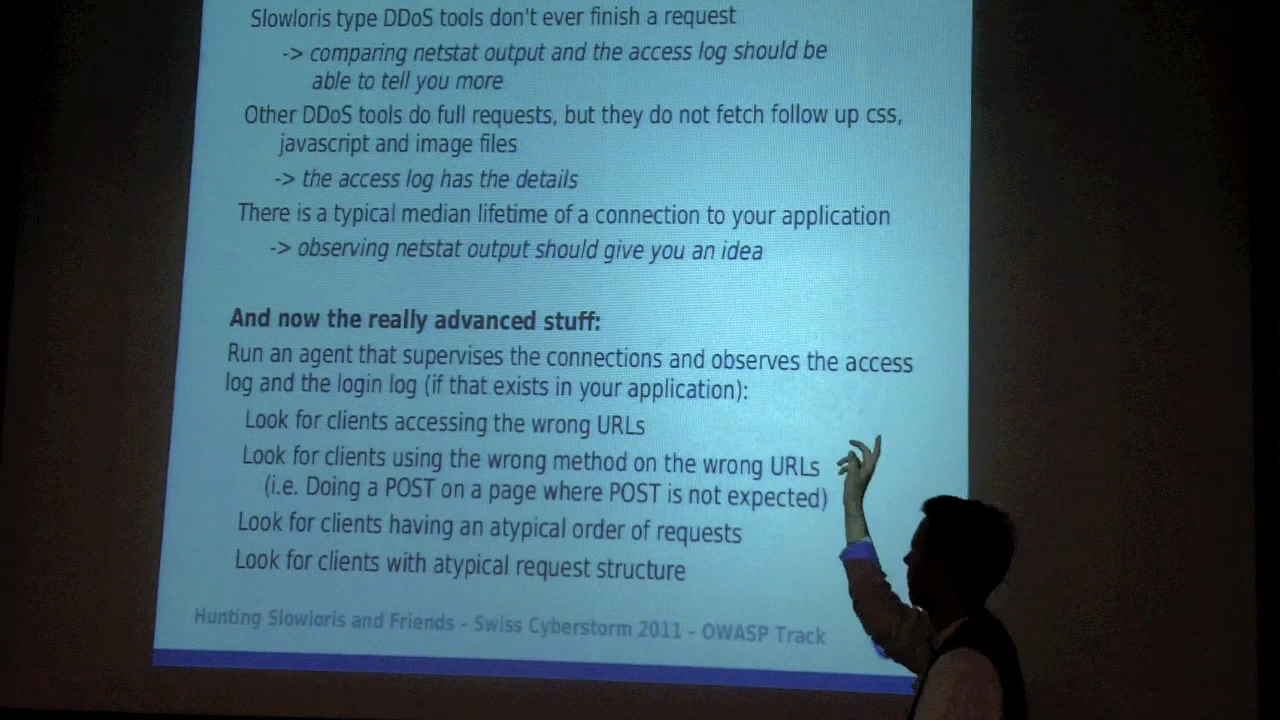 Slowloris type DDoS tools don't ever finish a request
-> comparing netstat output and the access log should be
able to tell you more
Other DDoS tools do full requests, but they do not fetch follow up css,
javascript and image files
-> the access log has the details
There is a typical median lifetime of a connection to your application
-> observing netstat output should give you an idea
And now the really advanced stuff:
Run an agent that supervises the connections and observes the access
log and the login log (if that exists in your application):
Look for clients accessing the wrong URLs
Look for clients using the wrong method on the wrong URLs
(i.e. Doing a POST on a page where POST is not expected)
Look for clients having an atypical order of requests
Look for clients with atypical request structure
Hunting Slowloris and Friends - Swiss Cyberstorm 2011 - OWASP Track